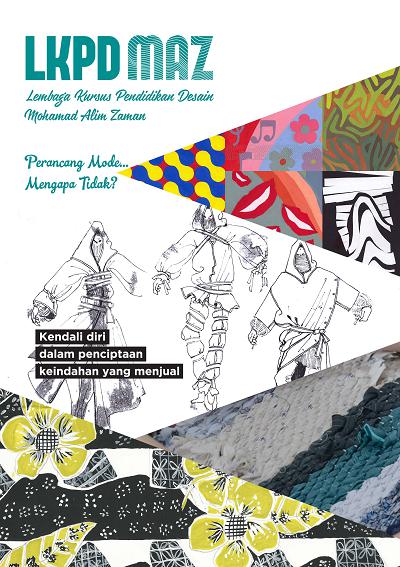 LKPD MAZ
Lembaga Kursus Pendidikan Desain
Mohamad Alim Zaman
Perancang Mode...
Mengapa Tidak?
Kendali diri
dalam penciptaan
keindahan yang menjual